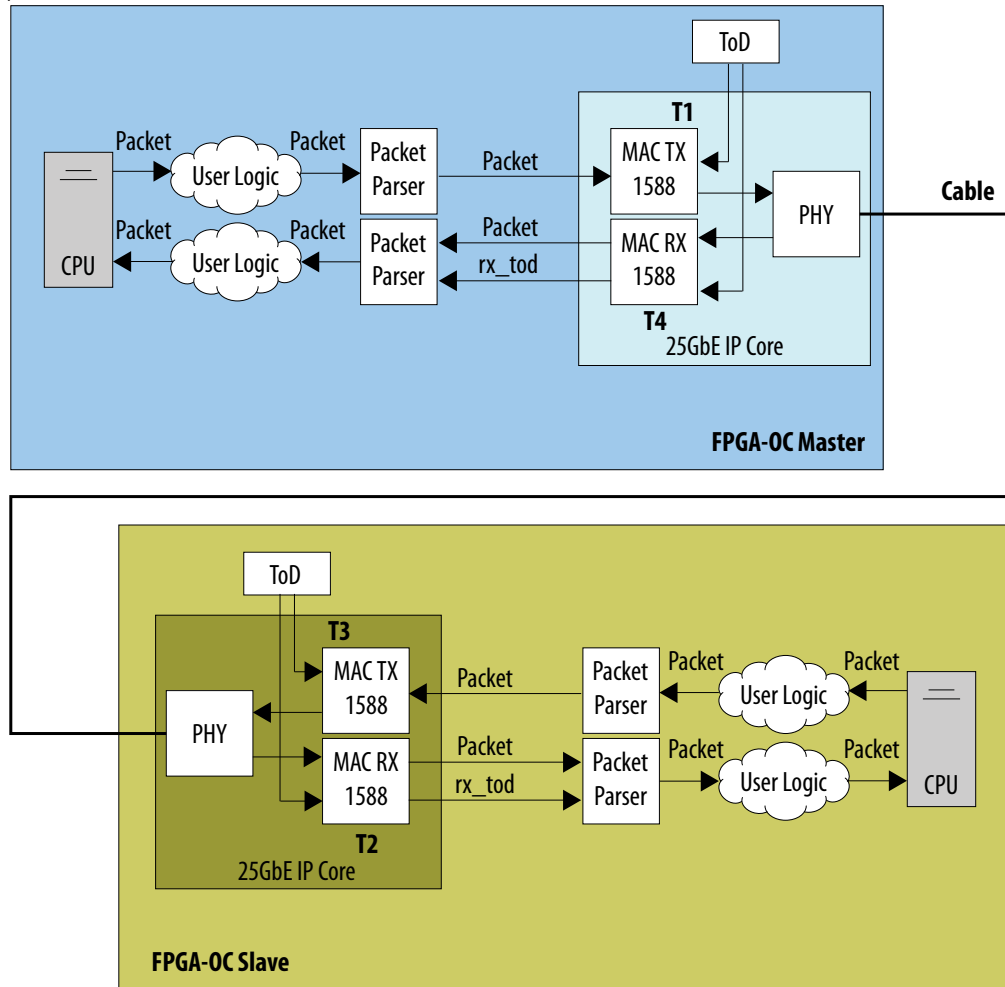 ToD
T1
Packet
Packet
Packet
User Logic
Packet
Parser
MAC TX
1588
PHY
Cable
Packet
Packet
Packet
User Logic
Packet
Parser
rx_tod
MAC RX
1588
CPU
T4
25GbE IP Core
FPGA-OC Master
ToD
T3
MAC TX
1588
Packet
Packet
Parser
Packet
User Logic
Packet
PHY
MAC RX
1588
Packet
rx_tod
Packet
Parser
Packet
User Logic
Packet
CPU
T2
25GbE IP Core
FPGA-OC Slave